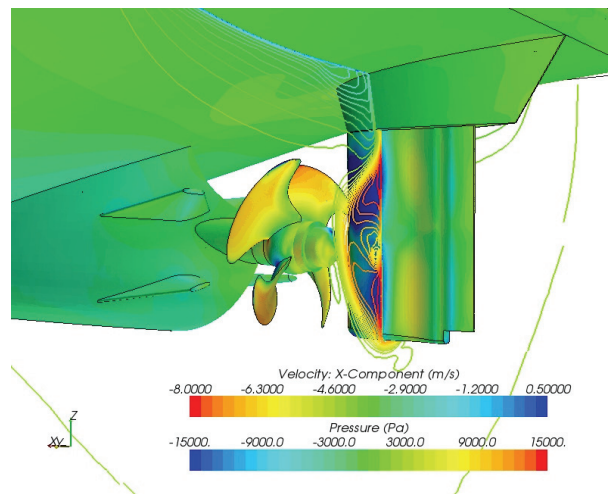 Velocity: X-Component (m/s)
-8.0000 -6.3000 -4.6000 -2.9000 -1.2000 0.50000
Pressure (Pa)
-15000. -9000.0 -3000.0 3000.0 9000.0 15000.
Z